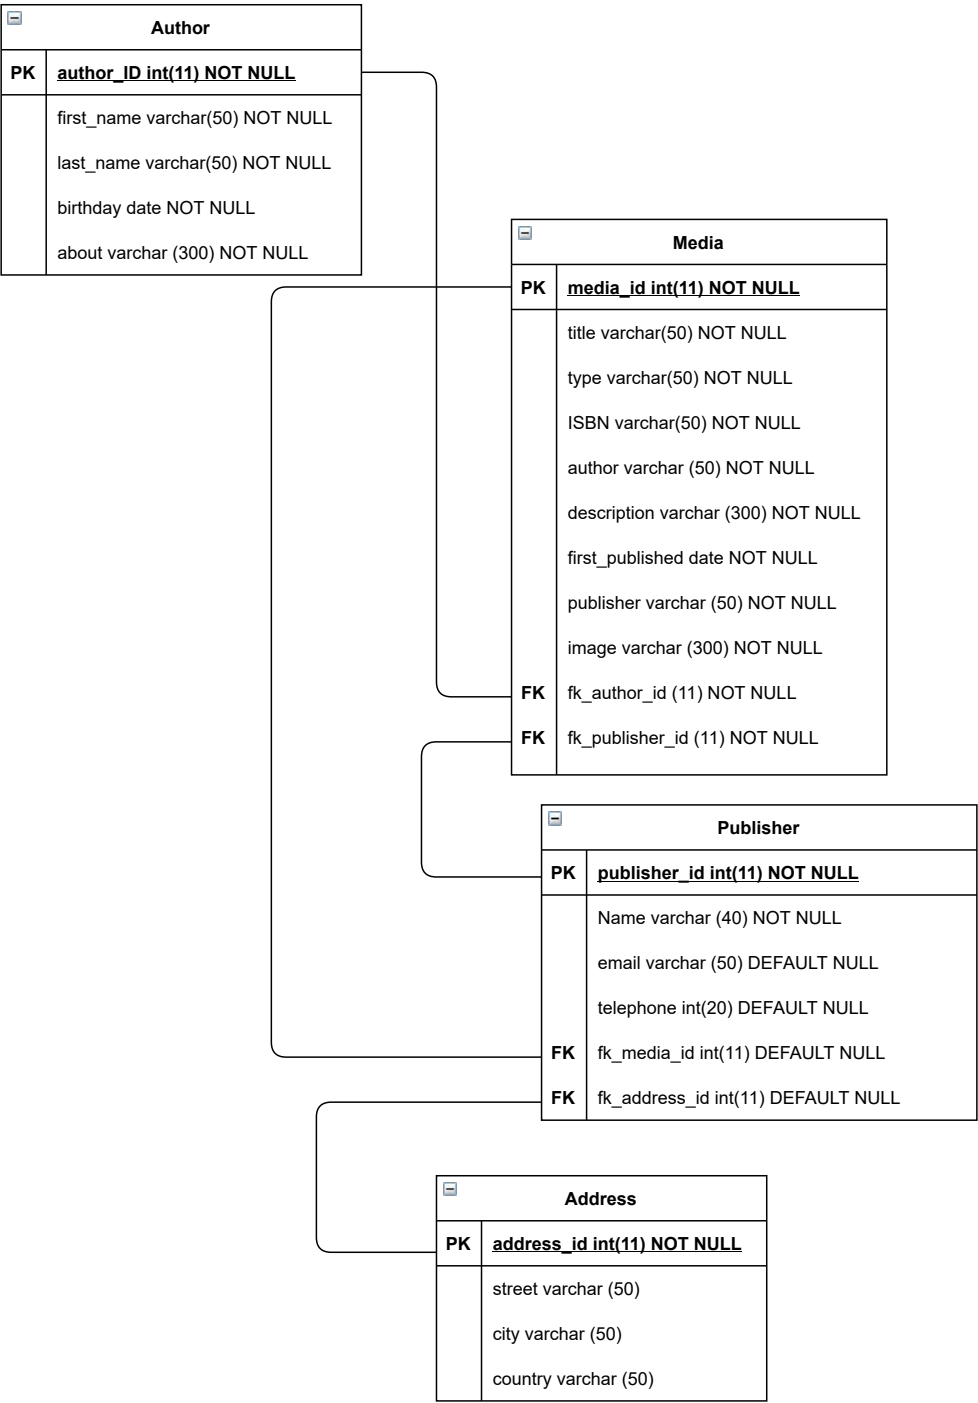 Author
PK author_ID int(11) NOT NULL
first_name varchar(50) NOT NULL
last_name varchar(50) NOT NULL
birthday date NOT NULL
about varchar (300) NOT NULL
Media
PK media_id int(11) NOT NULL
title varchar(50) NOT NULL
type varchar(50) NOT NULL
ISBN varchar(50) NOT NULL
author varchar (50) NOT NULL
description varchar (300) NOT NULL
first_published date NOT NULL
publisher varchar (50) NOT NULL
image varchar (300) NOT NULL
FK fk_author_id (11) NOT NULL
FK fk_publisher_id (11) NOT NULL
Publisher
PK publisher_id int(11) NOT NULL
Name varchar (40) NOT NULL
email varchar (50) DEFAULT NULL
telephone int(20) DEFAULT NULL
FK fk_media_id int(11) DEFAULT NULL
FK fk_address_id int(11) DEFAULT NULL
Address
PK address_id int(11) NOT NULL
street varchar (50)
city varchar (50)
country varchar (50)